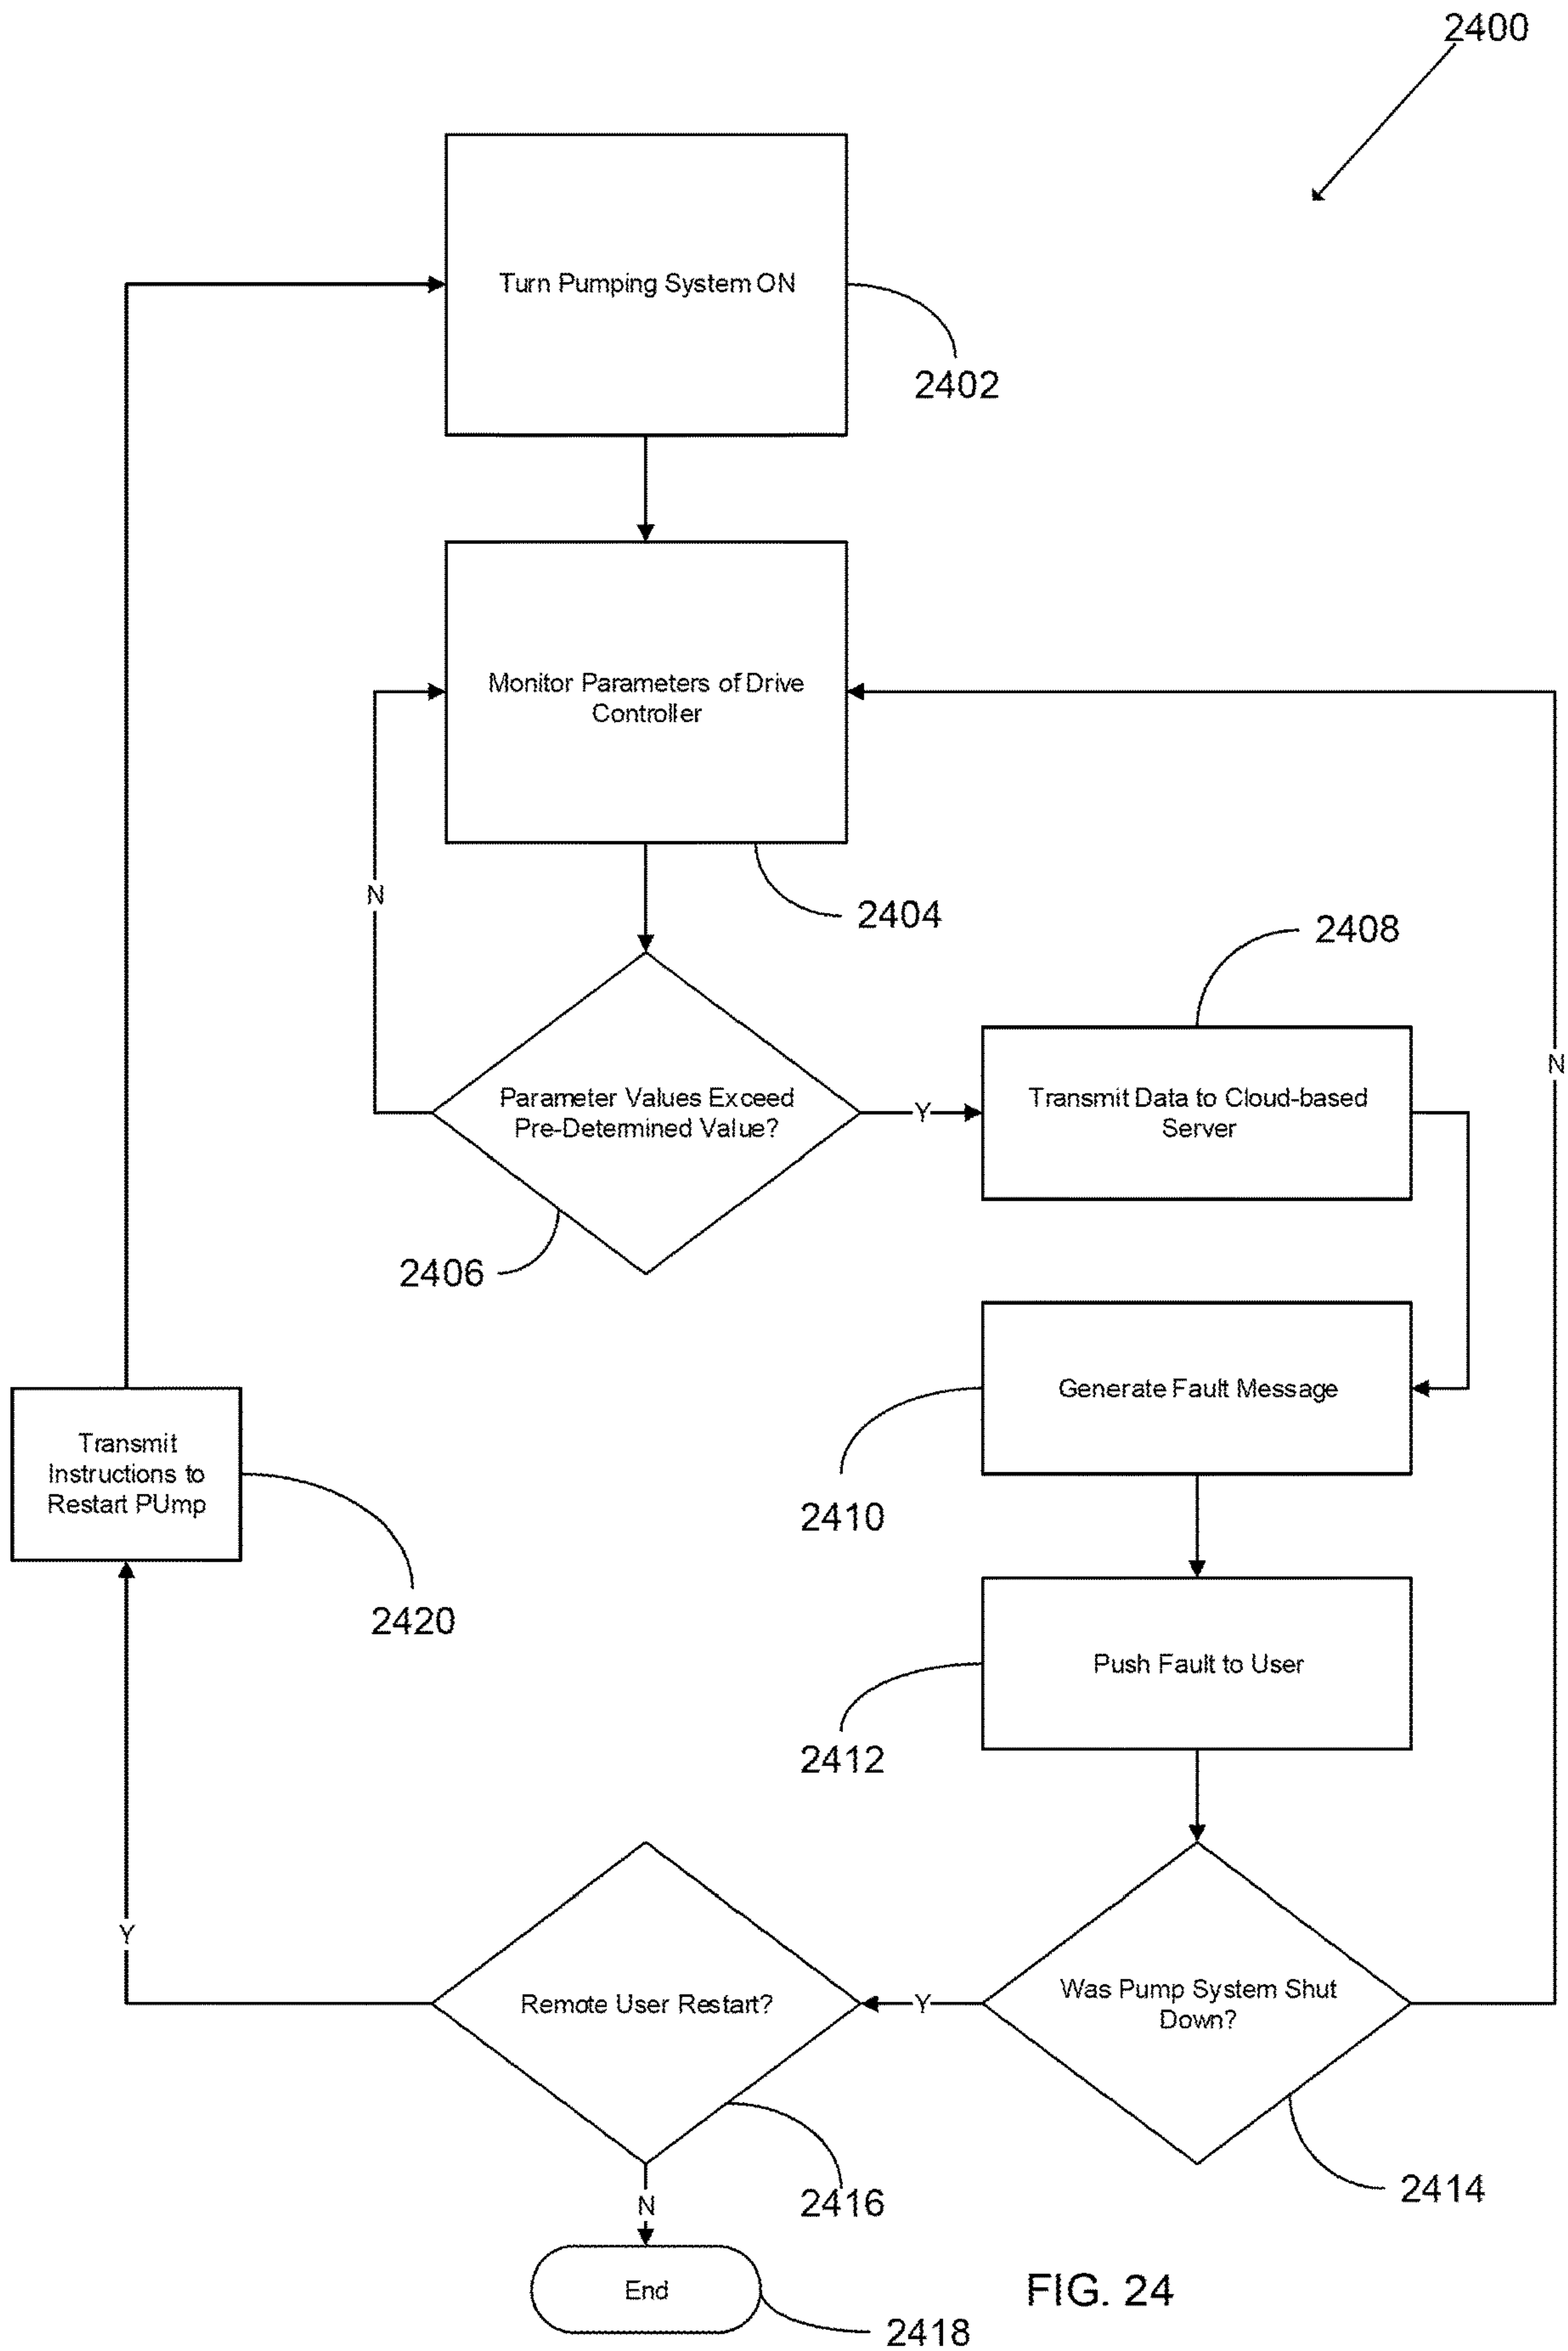 2400
Turn Pumping System ON
2402
Monitor Parameters of Drive
Controller
N
2404
2408
Parameter Values Exceed
Pre-Determined Value?
Y
Transmit Data to Cloud-based
Server
N
2406
Generate Fault Message
Transmit
Instructions to
Restart PUmp
2410
2420
Push Fault to User
2412
Y
Remote User Restart?
Y
Was Pump System Shut
Down?
2416
2414
N
End
FIG. 24
2418